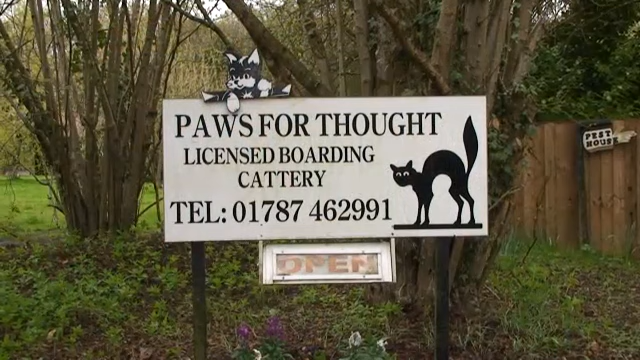 PAWS FOR THOUGHT
LICENSED BOARDING
CATTERY
TEL: 01787 462991
OPEN
PEST
HOUSE